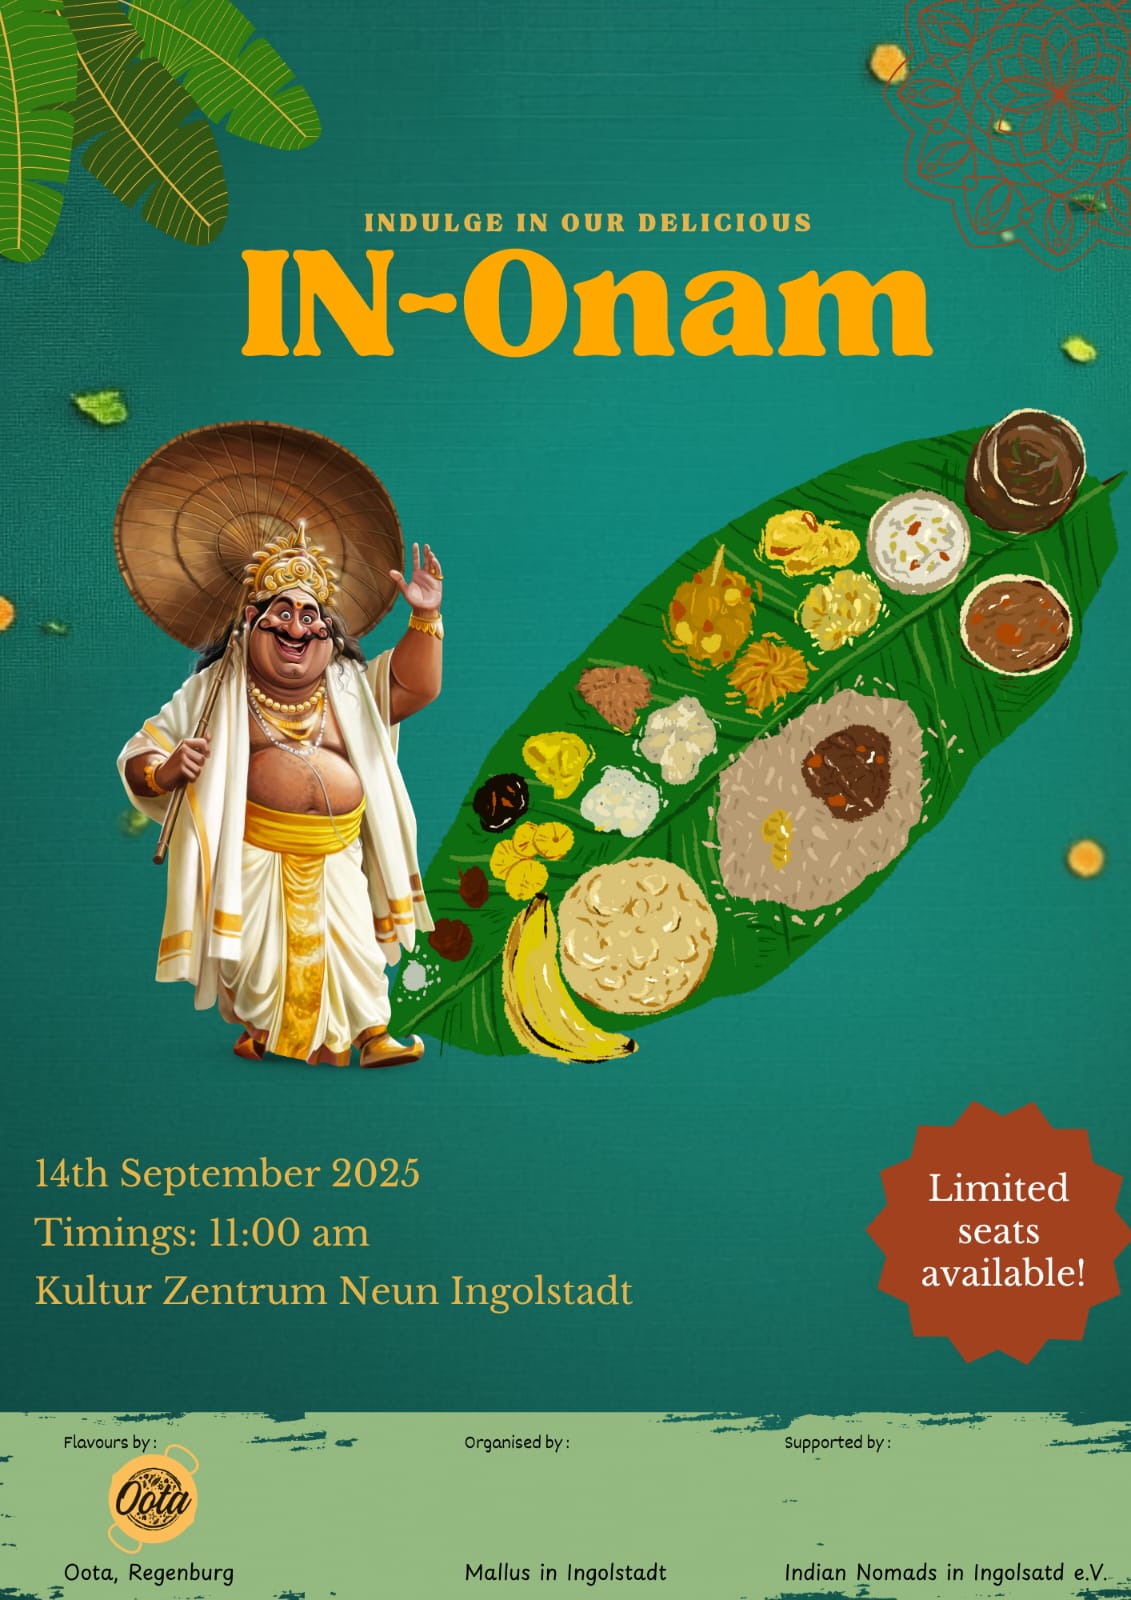 INDULGE IN OUR DELICIOUS
IN-Onam
14th September 2025
Timings: 11:00 am
Kultur Zentrum Neun Ingolstadt
Limited
seats
available!
Flavours by :
Oota
Oota, Regenburg
Organised by :
Mallus in Ingolstadt
Supported by :
Indian Nomads in Ingolsatd e.V.